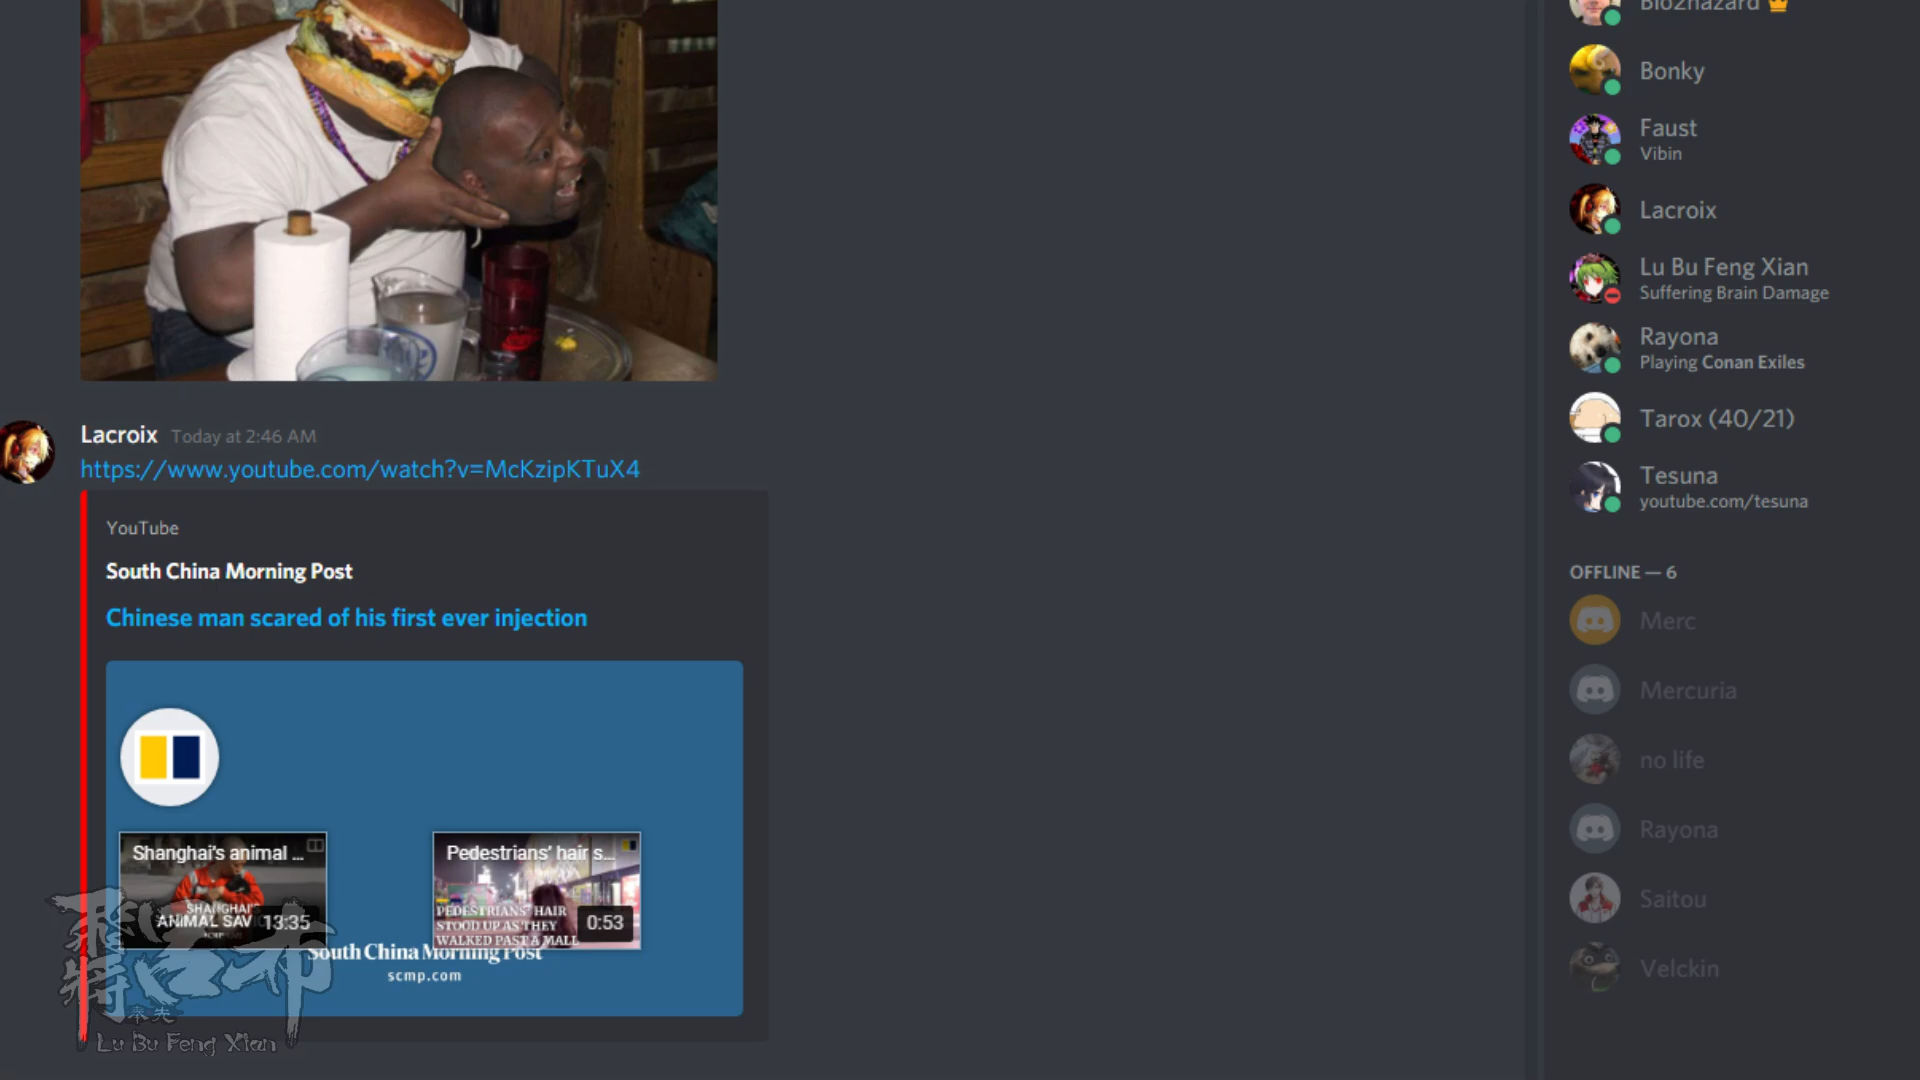 Bio2hazard
Bonky
Faust
Vibin
Lacroix
Lu Bu Feng Xian
Suffering Brain Damage
Rayona
Playing Conan Exiles
Tarox (40/21)
Tesuna
youtube.com/tesuna
OFFLINE — 6
Merc
Mercuria
no life
Rayona
Saitou
Velckin
Lacroix Today at 2:46 AM
https://www.youtube.com/watch?v=McKzipKTuX4
YouTube
South China Morning Post
Chinese man scared of his first ever injection
Shanghai's animal ...
SHANGHAI'S
ANIMAL SAV
13:35
Pedestrians' hair s...
PEDESTRIANS' HAIR
STOOD UP AS THEY
WALKED PAST A MALL
0:53
South China Morning Post
scmp.com
奉先
Lu Bu Feng Xian